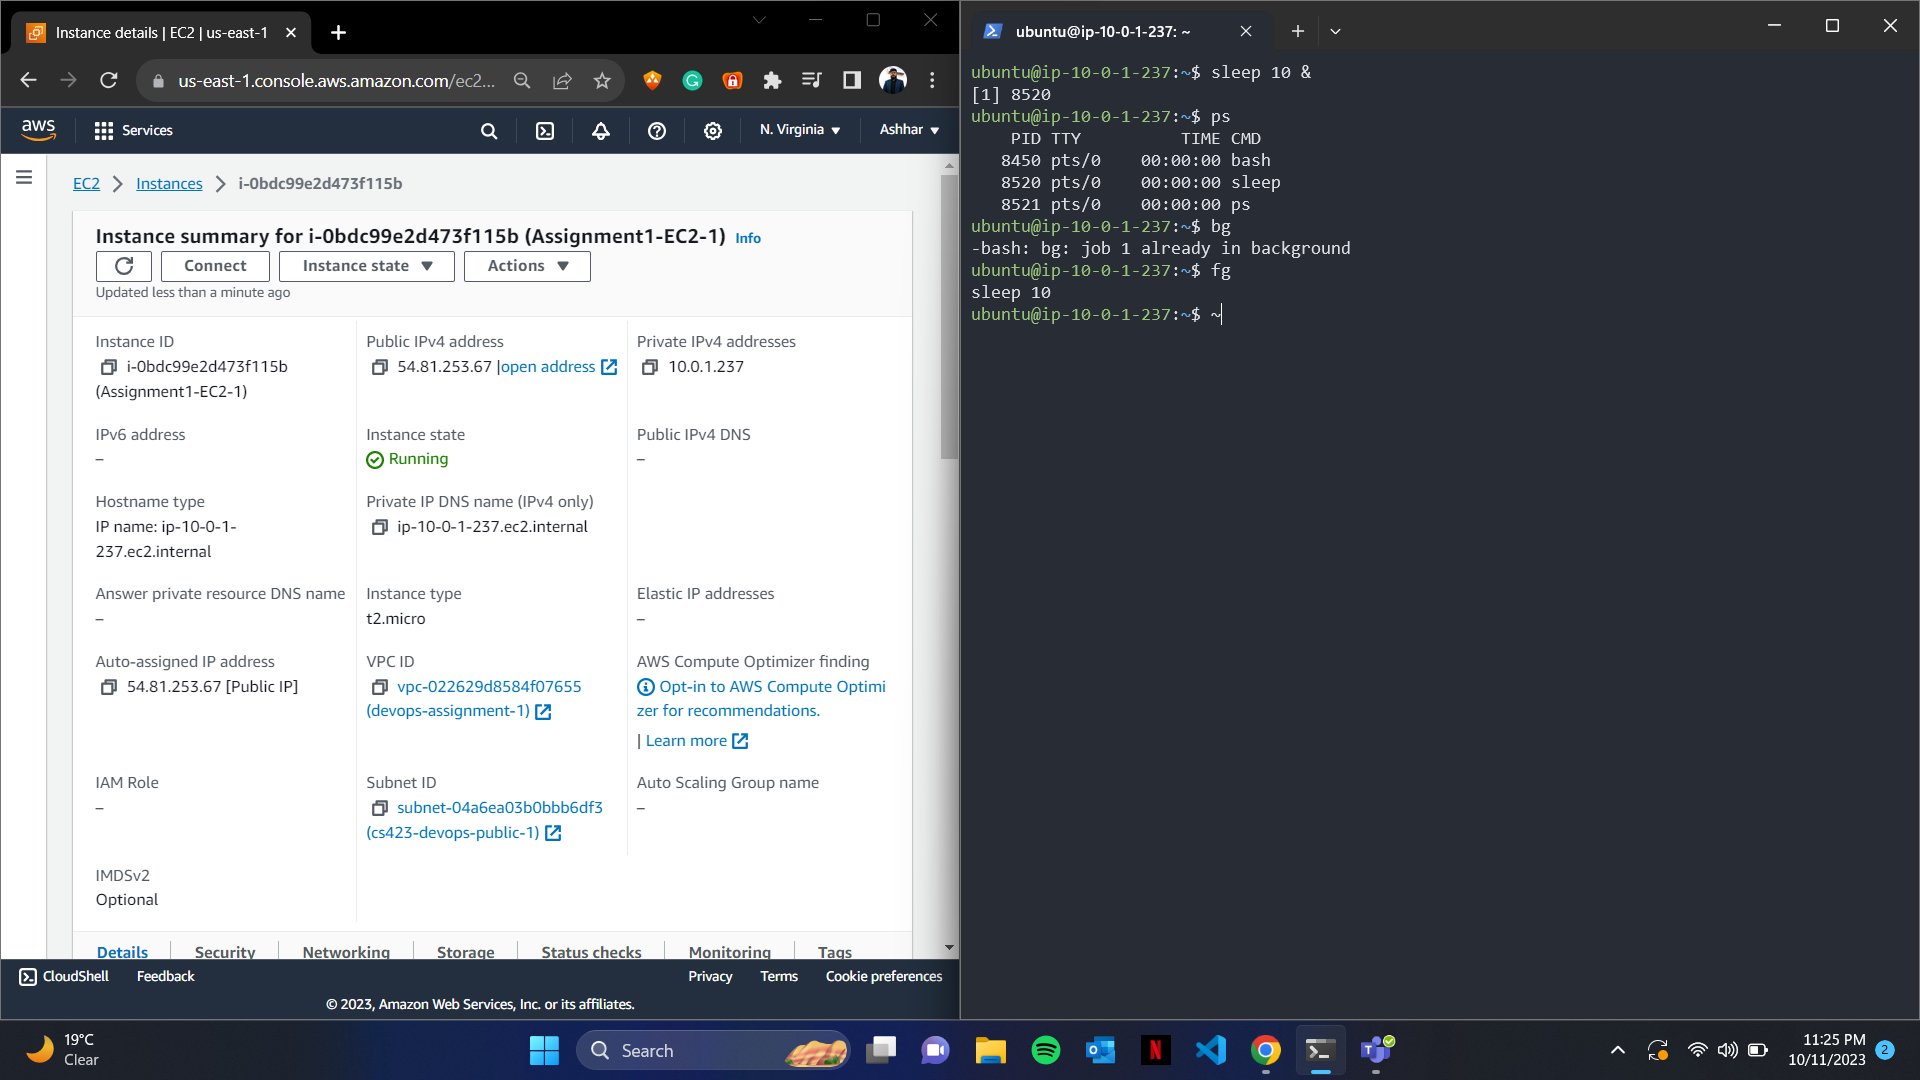 Instance details | EC2 | us-east-1
us-east-1.console.aws.amazon.com/ec2...
aws
Services
N. Virginia
Ashhar
EC2
Instances
i-0bdc99e2d473f115b
Instance summary for i-0bdc99e2d473f115b (Assignment1-EC2-1) Info
Connect
Instance state
Actions
Updated less than a minute ago
Instance ID
i-0bdc99e2d473f115b
(Assignment1-EC2-1)
Public IPv4 address
54.81.253.67 |open address
Private IPv4 addresses
10.0.1.237
IPv6 address
–
Instance state
Running
Public IPv4 DNS
–
Hostname type
IP name: ip-10-0-1-
237.ec2.internal
Private IP DNS name (IPv4 only)
ip-10-0-1-237.ec2.internal
Answer private resource DNS name
–
Instance type
t2.micro
Elastic IP addresses
–
Auto-assigned IP address
54.81.253.67 [Public IP]
VPC ID
vpc-022629d8584f07655
(devops-assignment-1)
AWS Compute Optimizer finding
Opt-in to AWS Compute Optimi
zer for recommendations.
| Learn more
IAM Role
–
Subnet ID
subnet-04a6ea03b0bbb6df3
(cs423-devops-public-1)
Auto Scaling Group name
–
IMDSv2
Optional
Details
Security
Networking
Storage
Status checks
Monitoring
Tags
CloudShell
Feedback
Privacy
Terms
Cookie preferences
© 2023, Amazon Web Services, Inc. or its affiliates.
ubuntu@ip-10-0-1-237: ~
ubuntu@ip-10-0-1-237:~$ sleep 10 &
[1] 8520
ubuntu@ip-10-0-1-237:~$ ps
PID TTY TIME CMD
8450 pts/0 00:00:00 bash
8520 pts/0 00:00:00 sleep
8521 pts/0 00:00:00 ps
ubuntu@ip-10-0-1-237:~$ bg
-bash: bg: job 1 already in background
ubuntu@ip-10-0-1-237:~$ fg
sleep 10
ubuntu@ip-10-0-1-237:~$ ~
19°C
Clear
Search
11:25 PM
10/11/2023
2